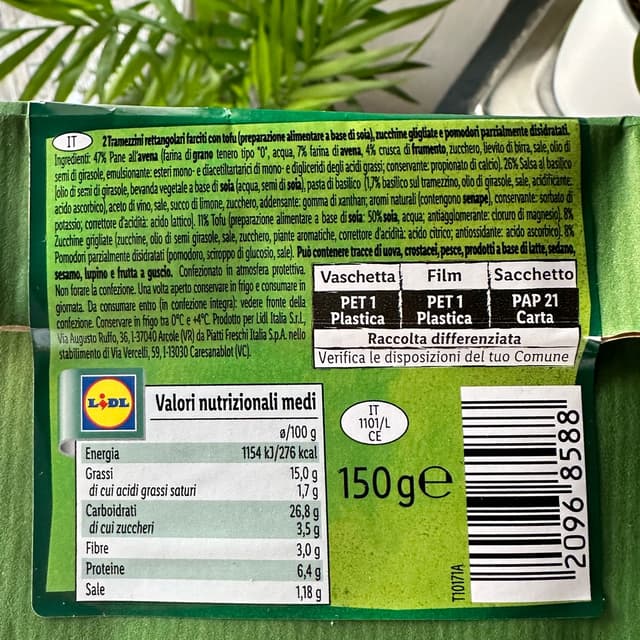 IT
2 Tramezzini rettangolari farciti con tofu (preparazione alimentare a base di soia), zucchine gligliate e pomodori parzialmente disidratati.
Ingredienti: 47% Pane all'avena (farina di grano tenero tipo "0", acqua, 7% farina di avena, 4% crusca di frumento, zucchero, lievito di birra, sale, olio di
semi di girasole, emulsionante: esteri mono- e diacetiltartarici di mono- e digliceridi degli acidi grassi; conservante: propionato di calcio). 26% Salsa al basilico
(olio di semi di girasole, bevanda vegetale a base di soia (acqua, semi di soia), pasta di basilico (1,7% basilico sul tramezzino, olio di girasole, sale, acidificante:
acido ascorbico), aceto di vino, sale, succo di limone, zucchero, addensante: gomma di xanthan; aromi naturali (contengono senape), conservante: sorbato di
potassio; correttore d'acidità: acido lattico). 11% Tofu (preparazione alimentare a base di soia: 50% soia, acqua; antiagglomerante: cloruro di magnesio). 8%
Zucchine grigliate (zucchine, olio di semi girasole, sale, zucchero, piante aromatiche, correttore d'acidità: acido citrico; antiossidante: acido ascorbico). 8%
Pomodori parzialmente disidratati (pomodoro, sciroppo di glucosio, sale). Può contenere tracce di uova, crostacei, pesce, prodotti a base di latte, sedano,
sesamo, lupino e frutta a guscio. Confezionato in atmosfera protettiva.
Non forare la confezione. Una volta aperto conservare in frigo e consumare in
giornata. Da consumare entro (in confezione integra): vedere fronte della
confezione. Conservare in frigo tra 0°C e +4°C. Prodotto per Lidl Italia S.r.l.,
Via Augusto Ruffo, 36, I-37040 Arcole (VR) da Piatti Freschi Italia S.p.A. nello
stabilimento di Via Vercelli, 59, I-13030 Caresanablot (VC).
Vaschetta Film Sacchetto
PET 1 PET 1 PAP 21
Plastica Plastica Carta
Raccolta differenziata
Verifica le disposizioni del tuo Comune
LIDL
Valori nutrizionali medi
ø/100 g
Energia 1154 kJ/276 kcal
Grassi 15,0 g
di cui acidi grassi saturi 1,7 g
Carboidrati 26,8 g
di cui zuccheri 3,5 g
Fibre 3,0 g
Proteine 6,4 g
Sale 1,18 g
IT
1101/L
CE
150 g e
T10171A
2096 8588